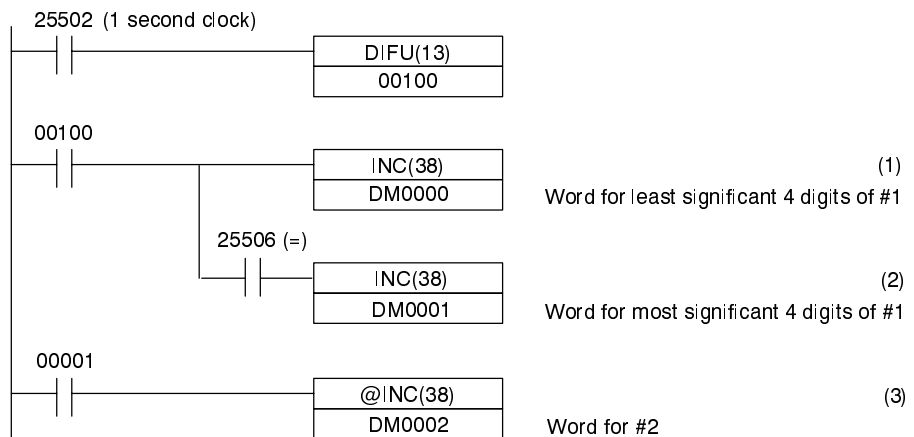 25502 (1 second clock)
DIFU(13)
00100
00100
INC(38)
(1)
DM0000
Word for least significant 4 digits of #1
25506 (=)
INC(38)
(2)
DM0001
Word for most significant 4 digits of #1
00001
@INC(38)
(3)
DM0002
Word for #2